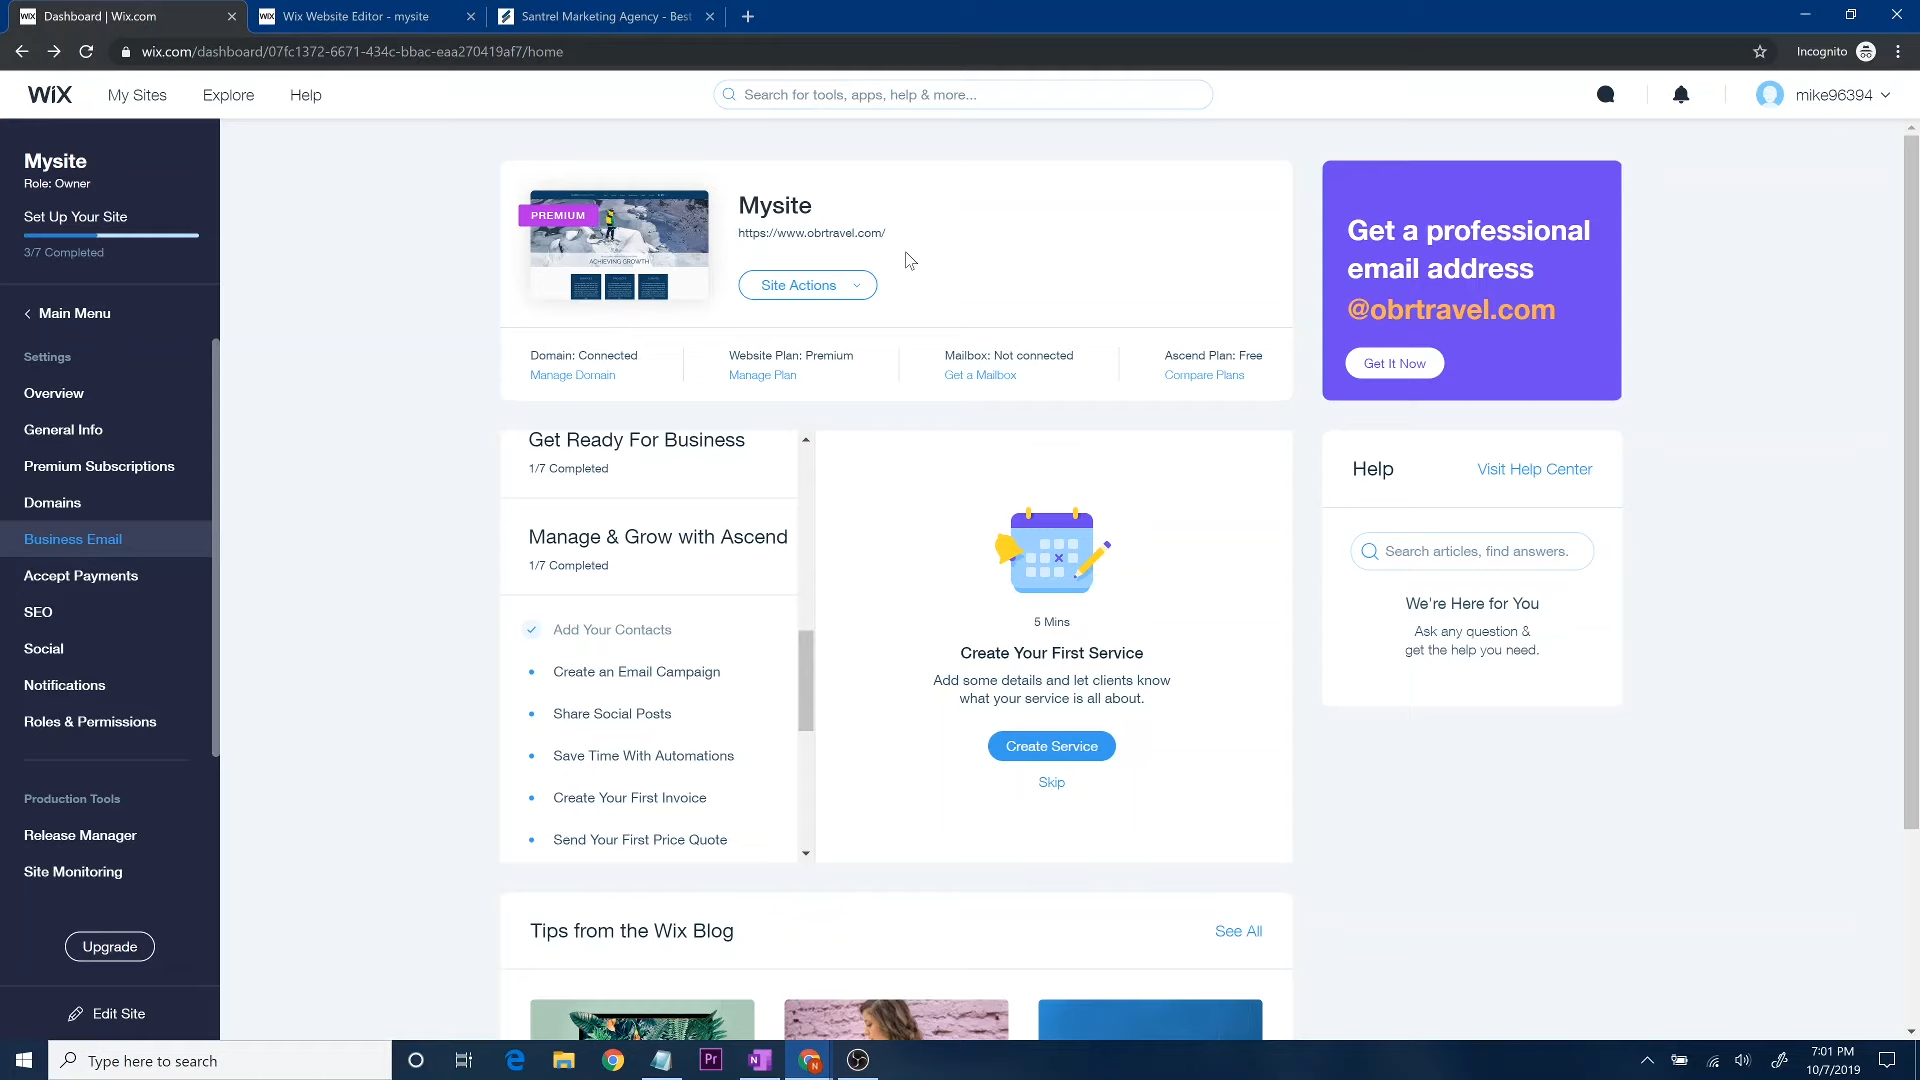 Dashboard | Wix.com
Wix Website Editor - mysite
Santrel Marketing Agency - Best
wix.com/dashboard/07fc1372-6671-434c-bbac-eaa270419af7/home
Incognito
WiX
My Sites
Explore
Help
Search for tools, apps, help & more...
mike96394
Mysite
Role: Owner
Set Up Your Site
3/7 Completed
Main Menu
Settings
Overview
General Info
Premium Subscriptions
Domains
Business Email
Accept Payments
SEO
Social
Notifications
Roles & Permissions
Production Tools
Release Manager
Site Monitoring
Upgrade
Edit Site
PREMIUM
ACHIEVING GROWTH
Mysite
https://www.obrtravel.com/
Site Actions
Domain: Connected
Manage Domain
Website Plan: Premium
Manage Plan
Mailbox: Not connected
Get a Mailbox
Ascend Plan: Free
Compare Plans
Get a professional
email address
@obrtravel.com
Get It Now
Get Ready For Business
1/7 Completed
Manage & Grow with Ascend
1/7 Completed
Add Your Contacts
Create an Email Campaign
Share Social Posts
Save Time With Automations
Create Your First Invoice
Send Your First Price Quote
5 Mins
Create Your First Service
Add some details and let clients know
what your service is all about.
Create Service
Skip
Help
Visit Help Center
Search articles, find answers.
We're Here for You
Ask any question &
get the help you need.
Tips from the Wix Blog
See All
Type here to search
7:01 PM
10/7/2019